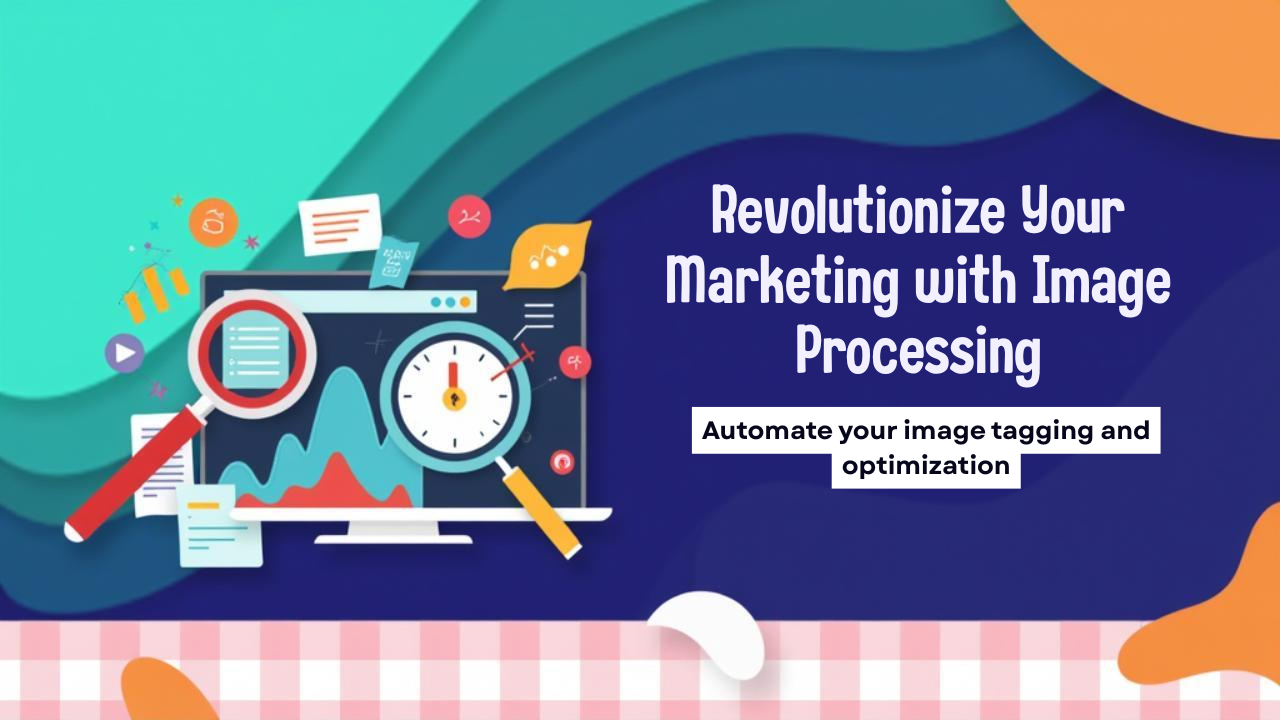 Revolutionize Your
Marketing with Image
Processing
Automate your image tagging and
optimization